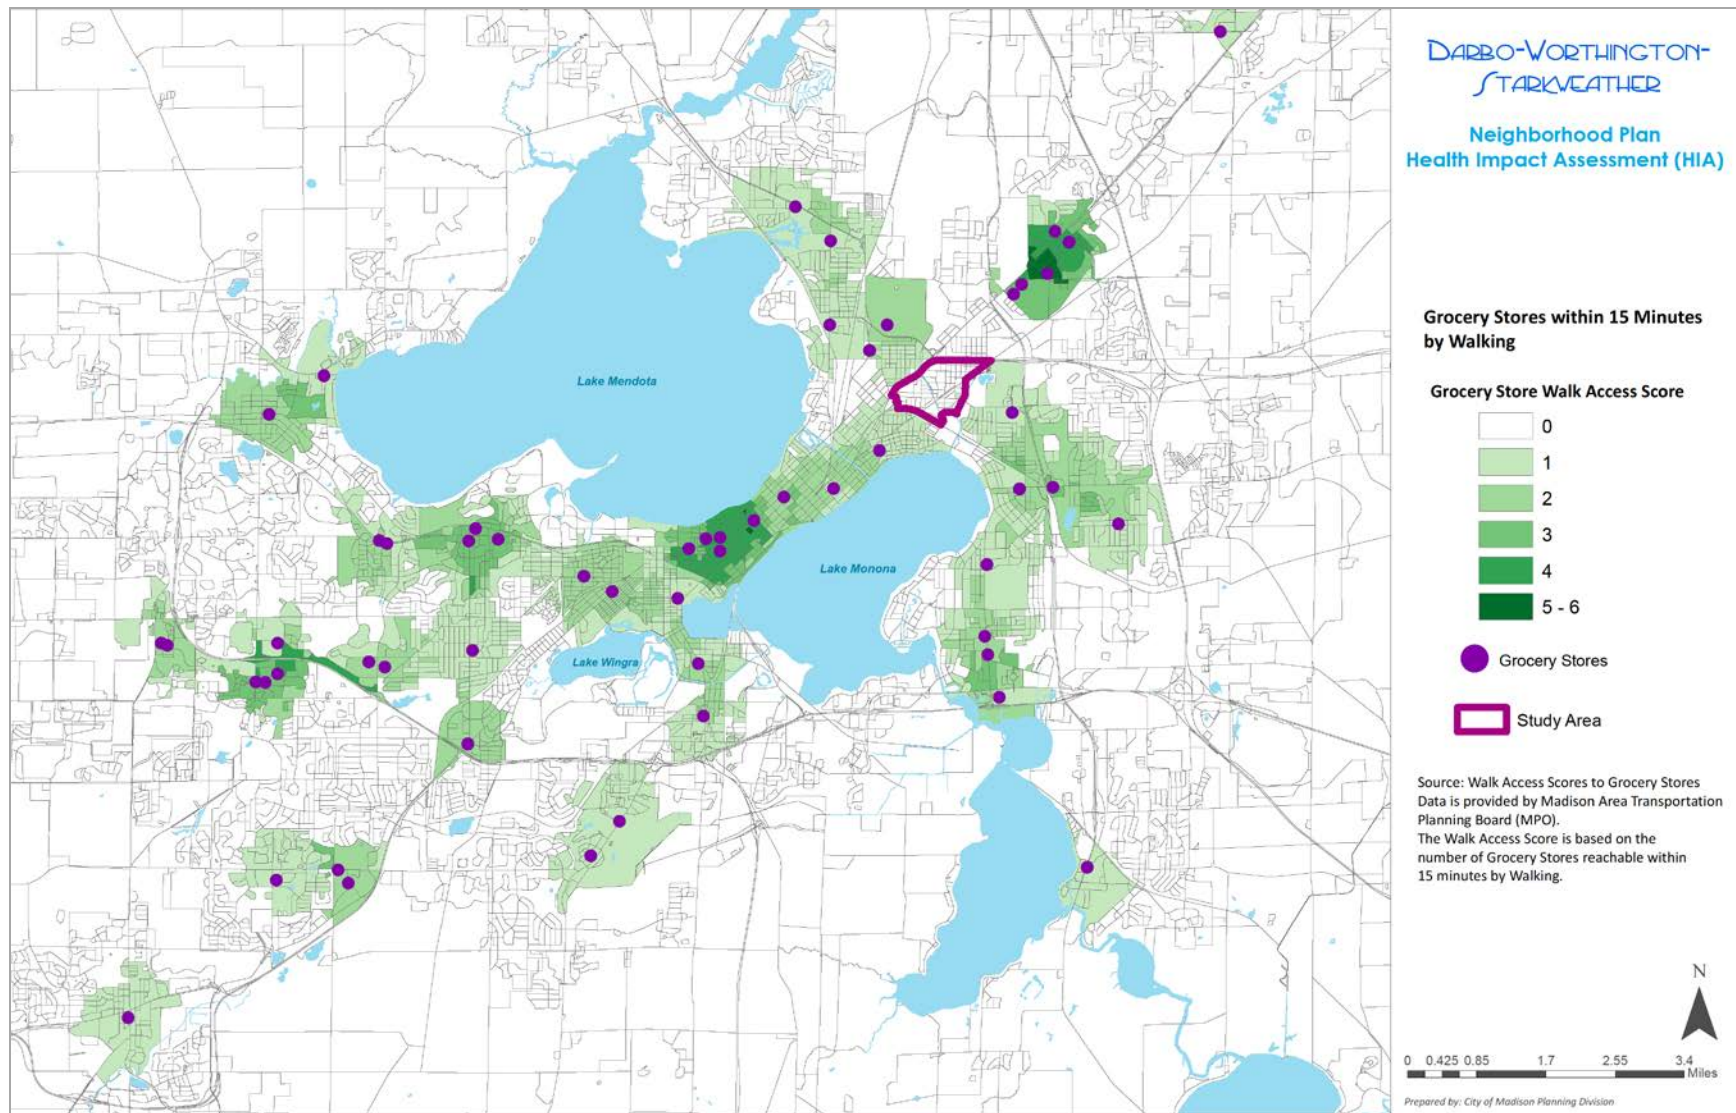 DARBO-WORTHINGTON-
STARKWEATHER
Neighborhood Plan
Health Impact Assessment (HIA)
Grocery Stores within 15 Minutes
by Walking
Grocery Store Walk Access Score
0
1
2
3
4
5 - 6
Grocery Stores
Study Area
Source: Walk Access Scores to Grocery Stores
Data is provided by Madison Area Transportation
Planning Board (MPO).
The Walk Access Score is based on the
number of Grocery Stores reachable within
15 minutes by Walking.
N
0 0.425 0.85 1.7 2.55 3.4
Miles
Prepared by: City of Madison Planning Division
Lake Mendota
Lake Monona
Lake Wingra